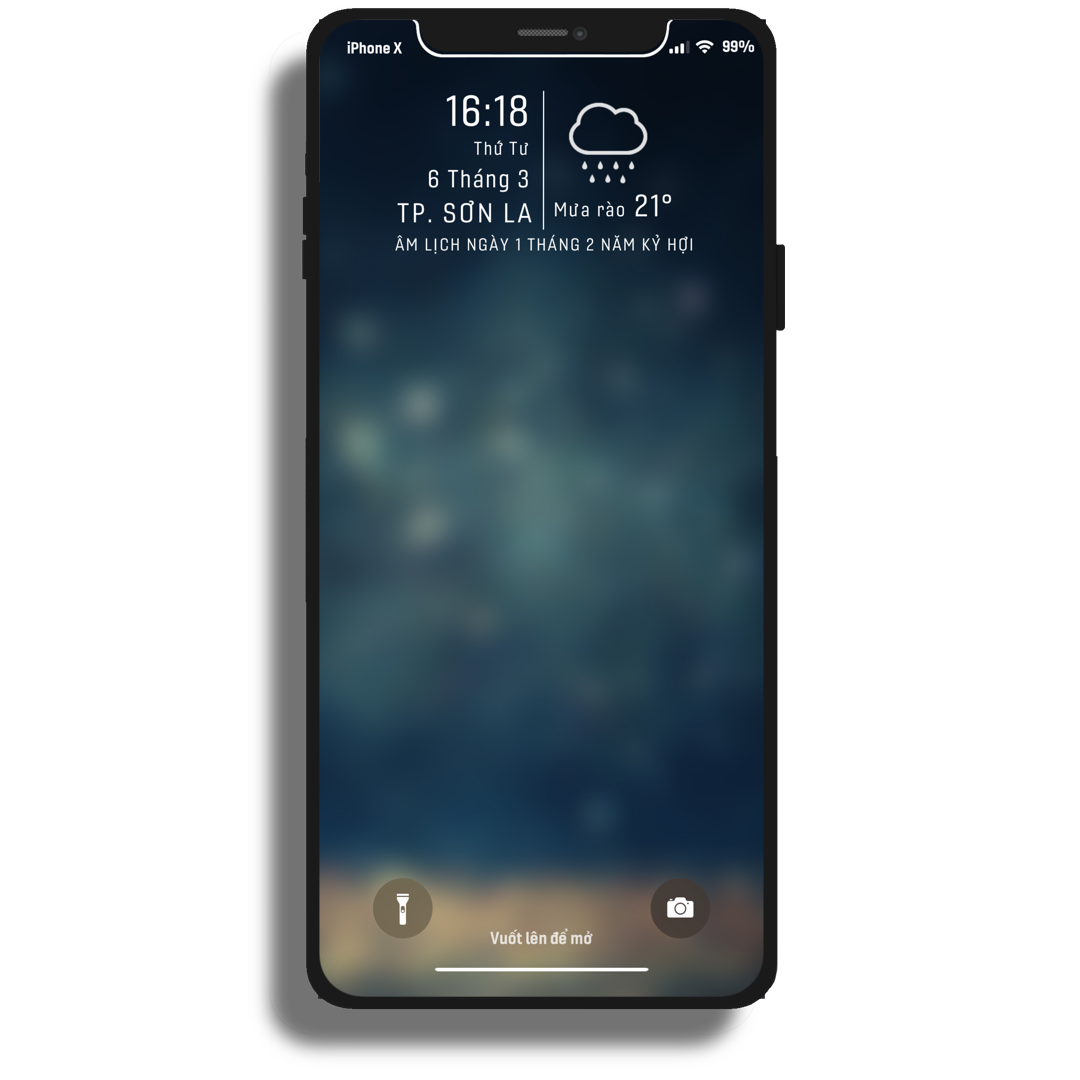 iPhone X 99%
16:18
Thứ Tư
6 Tháng 3
TP. SƠN LA
Mưa rào 21°
ÂM LỊCH NGÀY 1 THÁNG 2 NĂM KỶ HỢI
Vuốt lên để mở